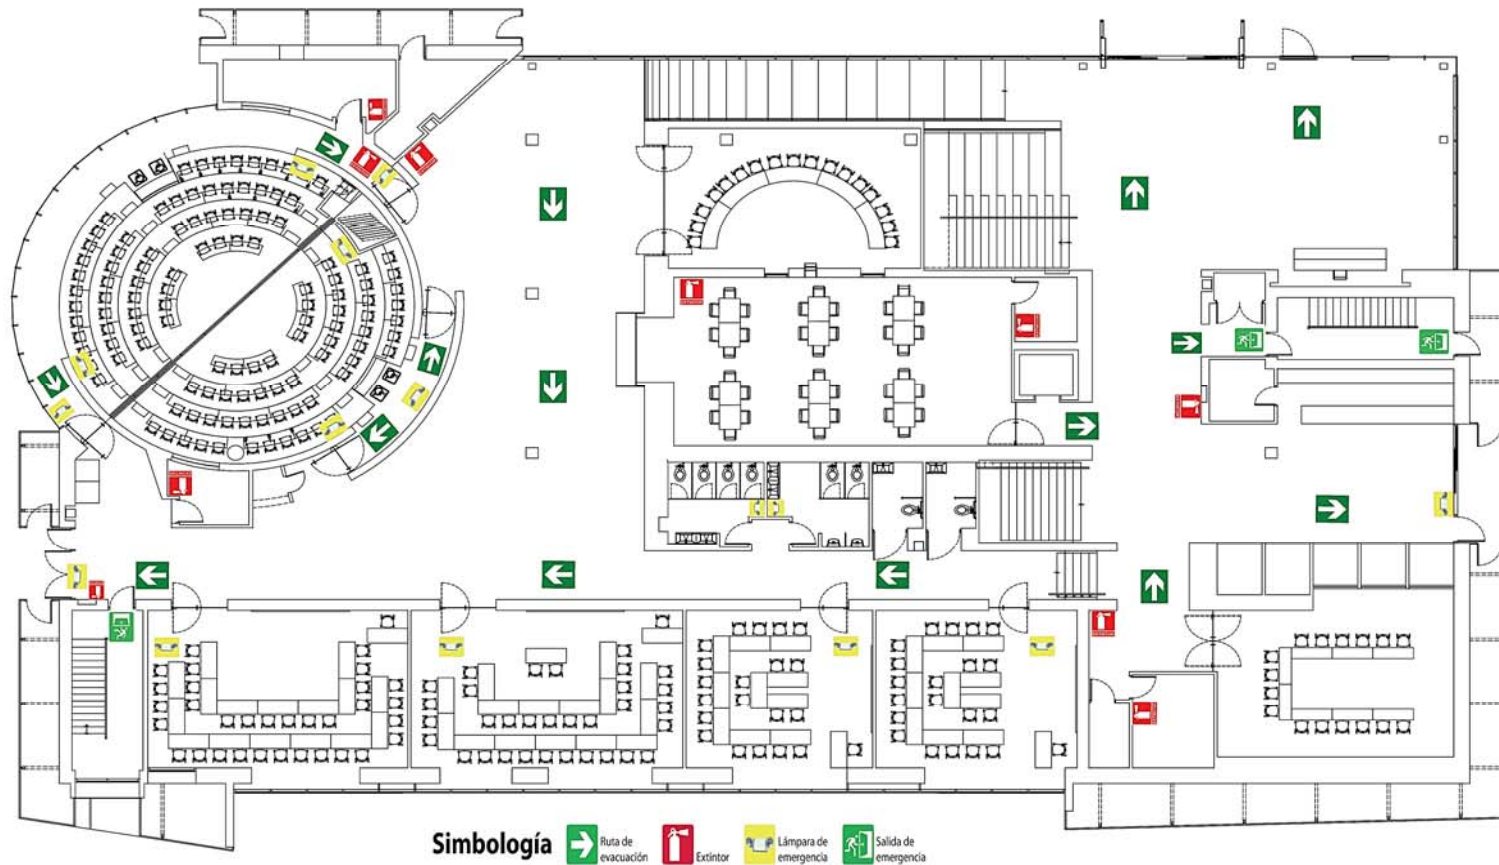 Simbología
Ruta de
evacuación
Extintor
Lámpara de
emergencia
Salida de
emergencia